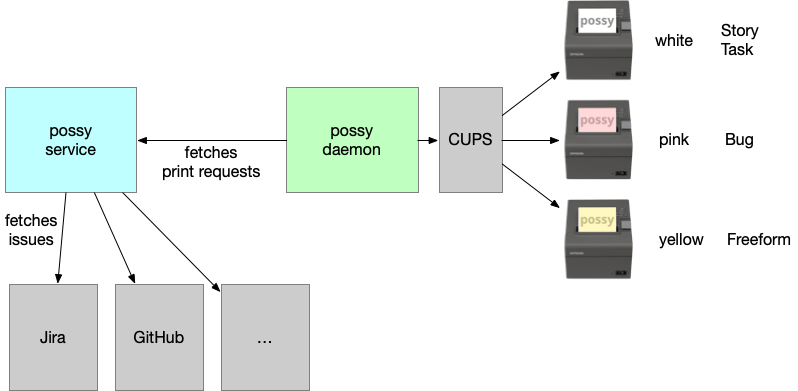 possy
white
Story
Task
possy
service
fetches
print requests
possy
daemon
CUPS
possy
pink
Bug
fetches
issues
possy
yellow
Freeform
Jira
GitHub
...